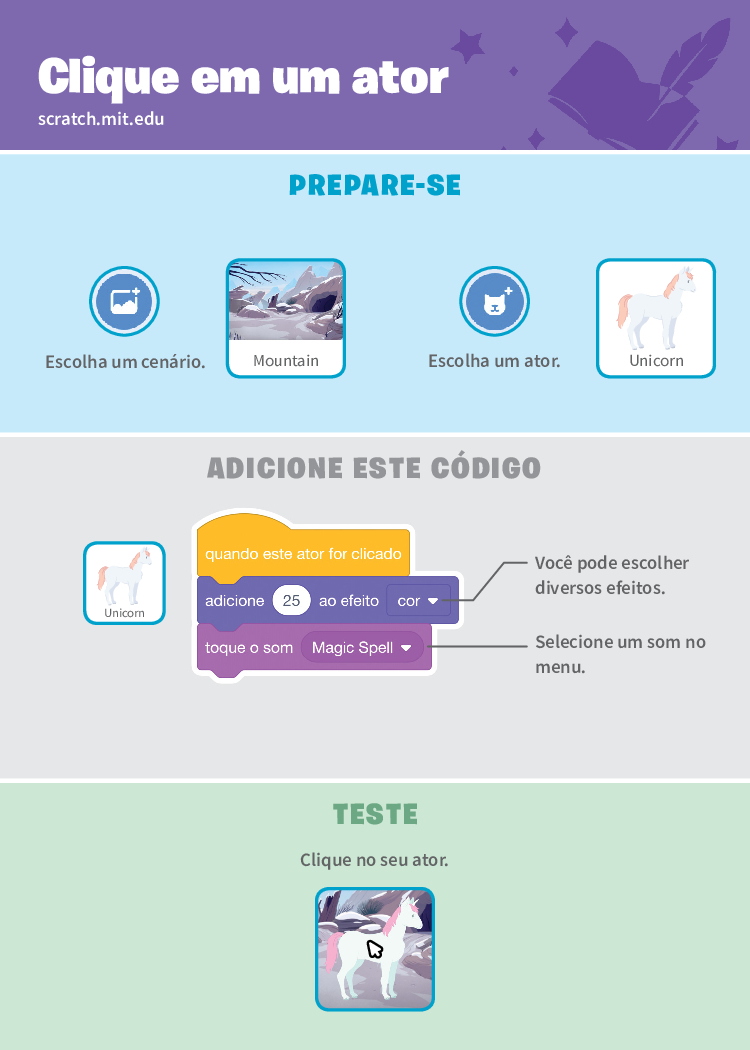 Clique em um ator
scratch.mit.edu
PREPARE-SE
Escolha um cenário.
Mountain
Escolha um ator.
Unicorn
ADICIONE ESTE CÓDIGO
Unicorn
quando este ator for clicado
adicione 25 ao efeito cor
toque o som Magic Spell
Você pode escolher
diversos efeitos.
Selecione um som no
menu.
TESTE
Clique no seu ator.